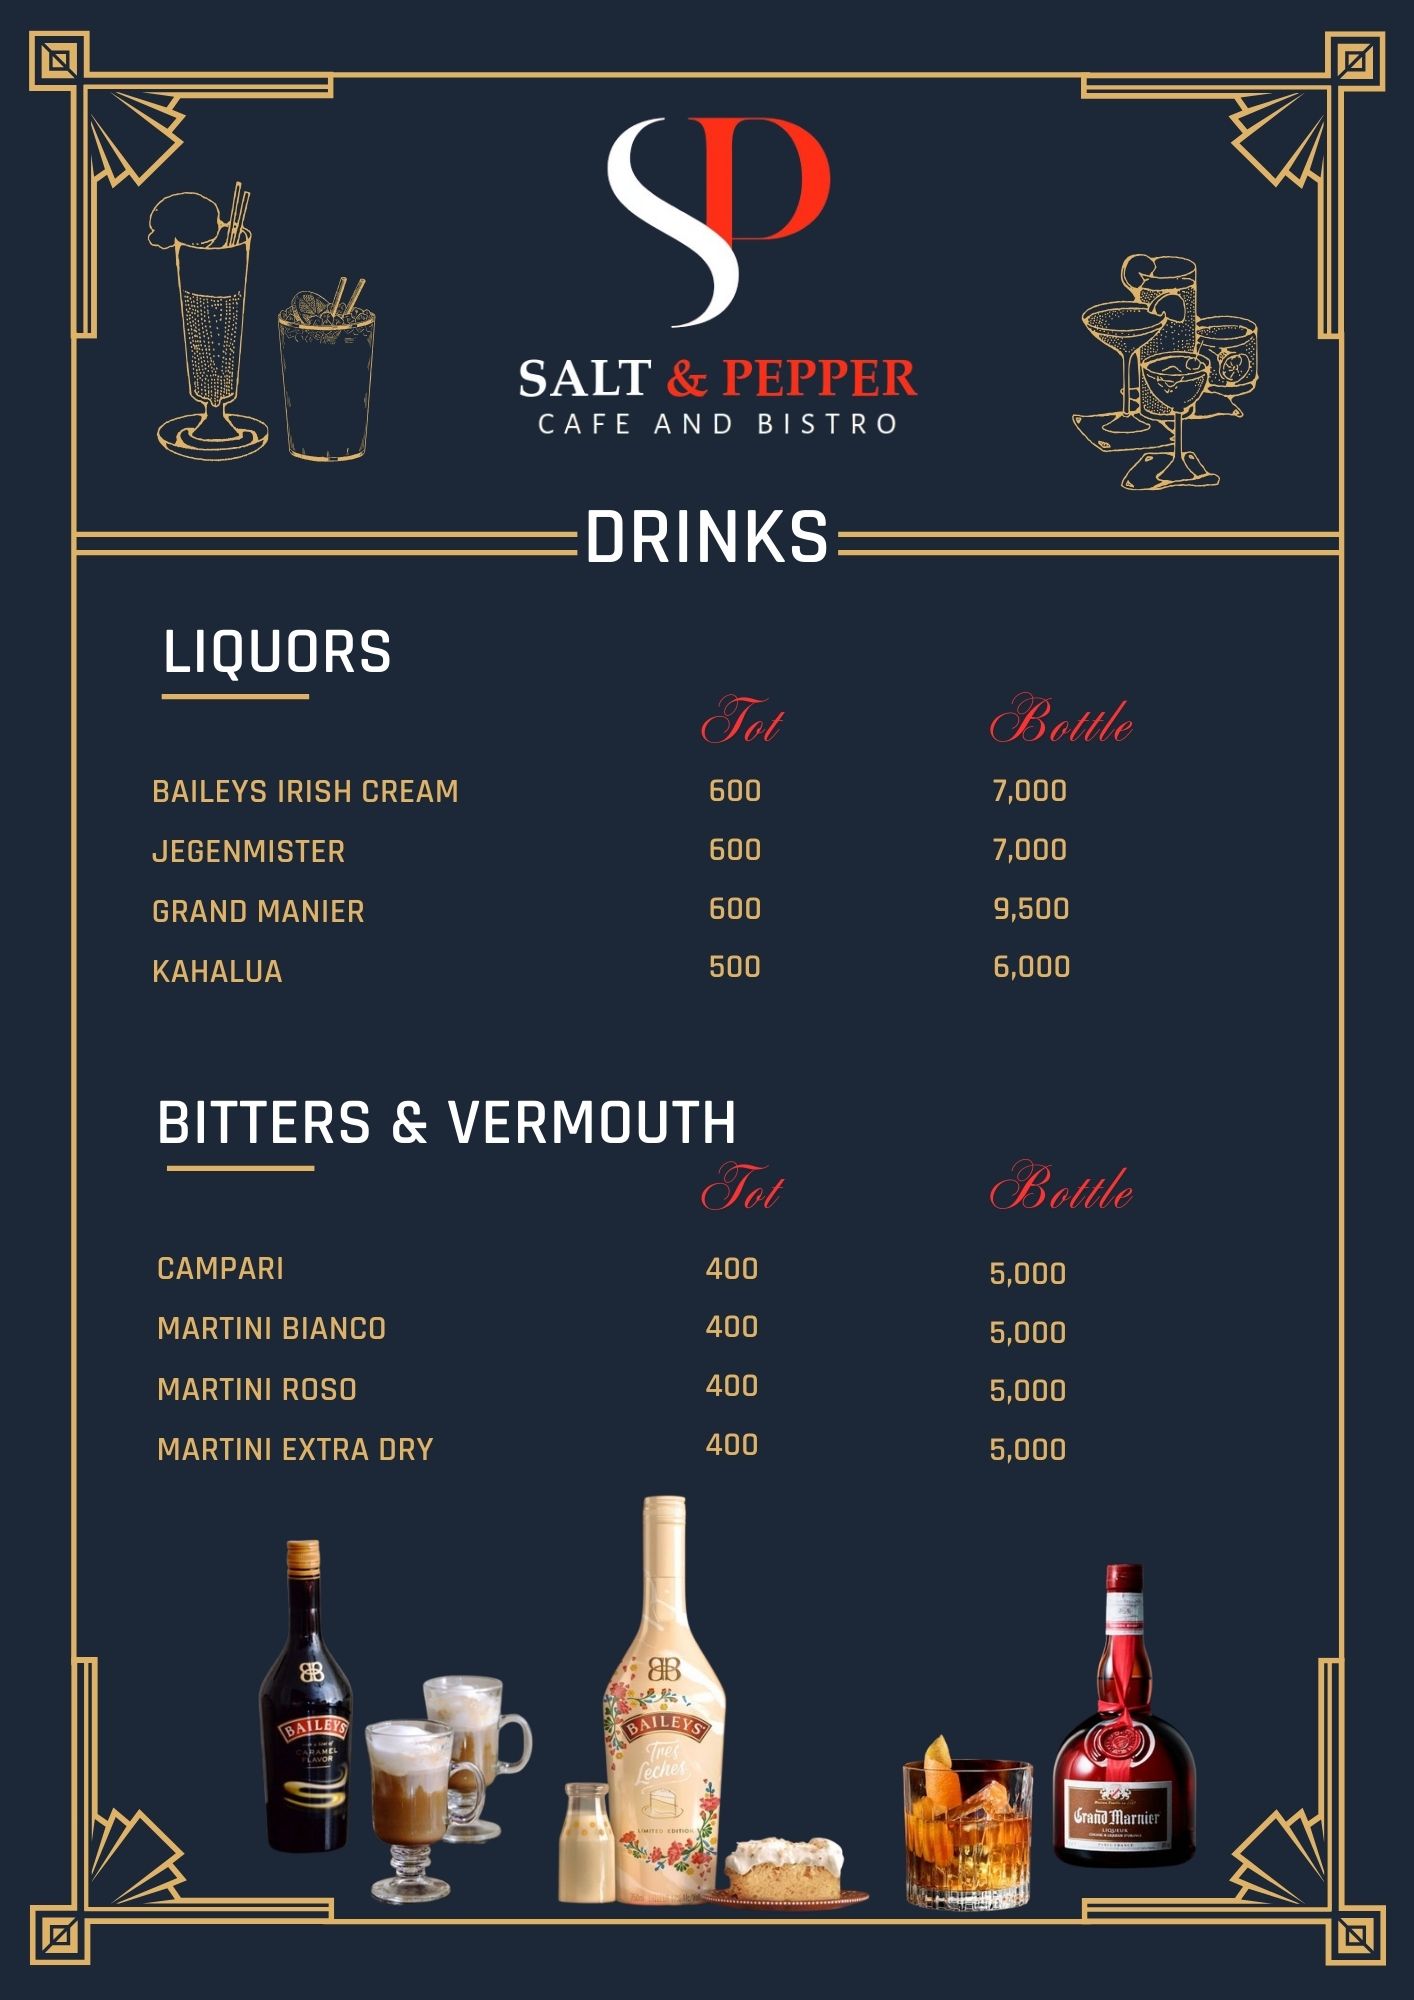 SP
SALT & PEPPER
CAFE AND BISTRO
DRINKS
LIQUORS
Tot Bottle
BAILEYS IRISH CREAM 600 7,000
JEGENMISTER 600 7,000
GRAND MANIER 600 9,500
KAHALUA 500 6,000
BITTERS & VERMOUTH
Tot Bottle
CAMPARI 400 5,000
MARTINI BIANCO 400 5,000
MARTINI ROSO 400 5,000
MARTINI EXTRA DRY 400 5,000
BAILEYS
CARAMEL
FLAVOR
BAILEYS
Tres
Leches
LIMITED EDITION
Grand Marnier
LIQUEUR